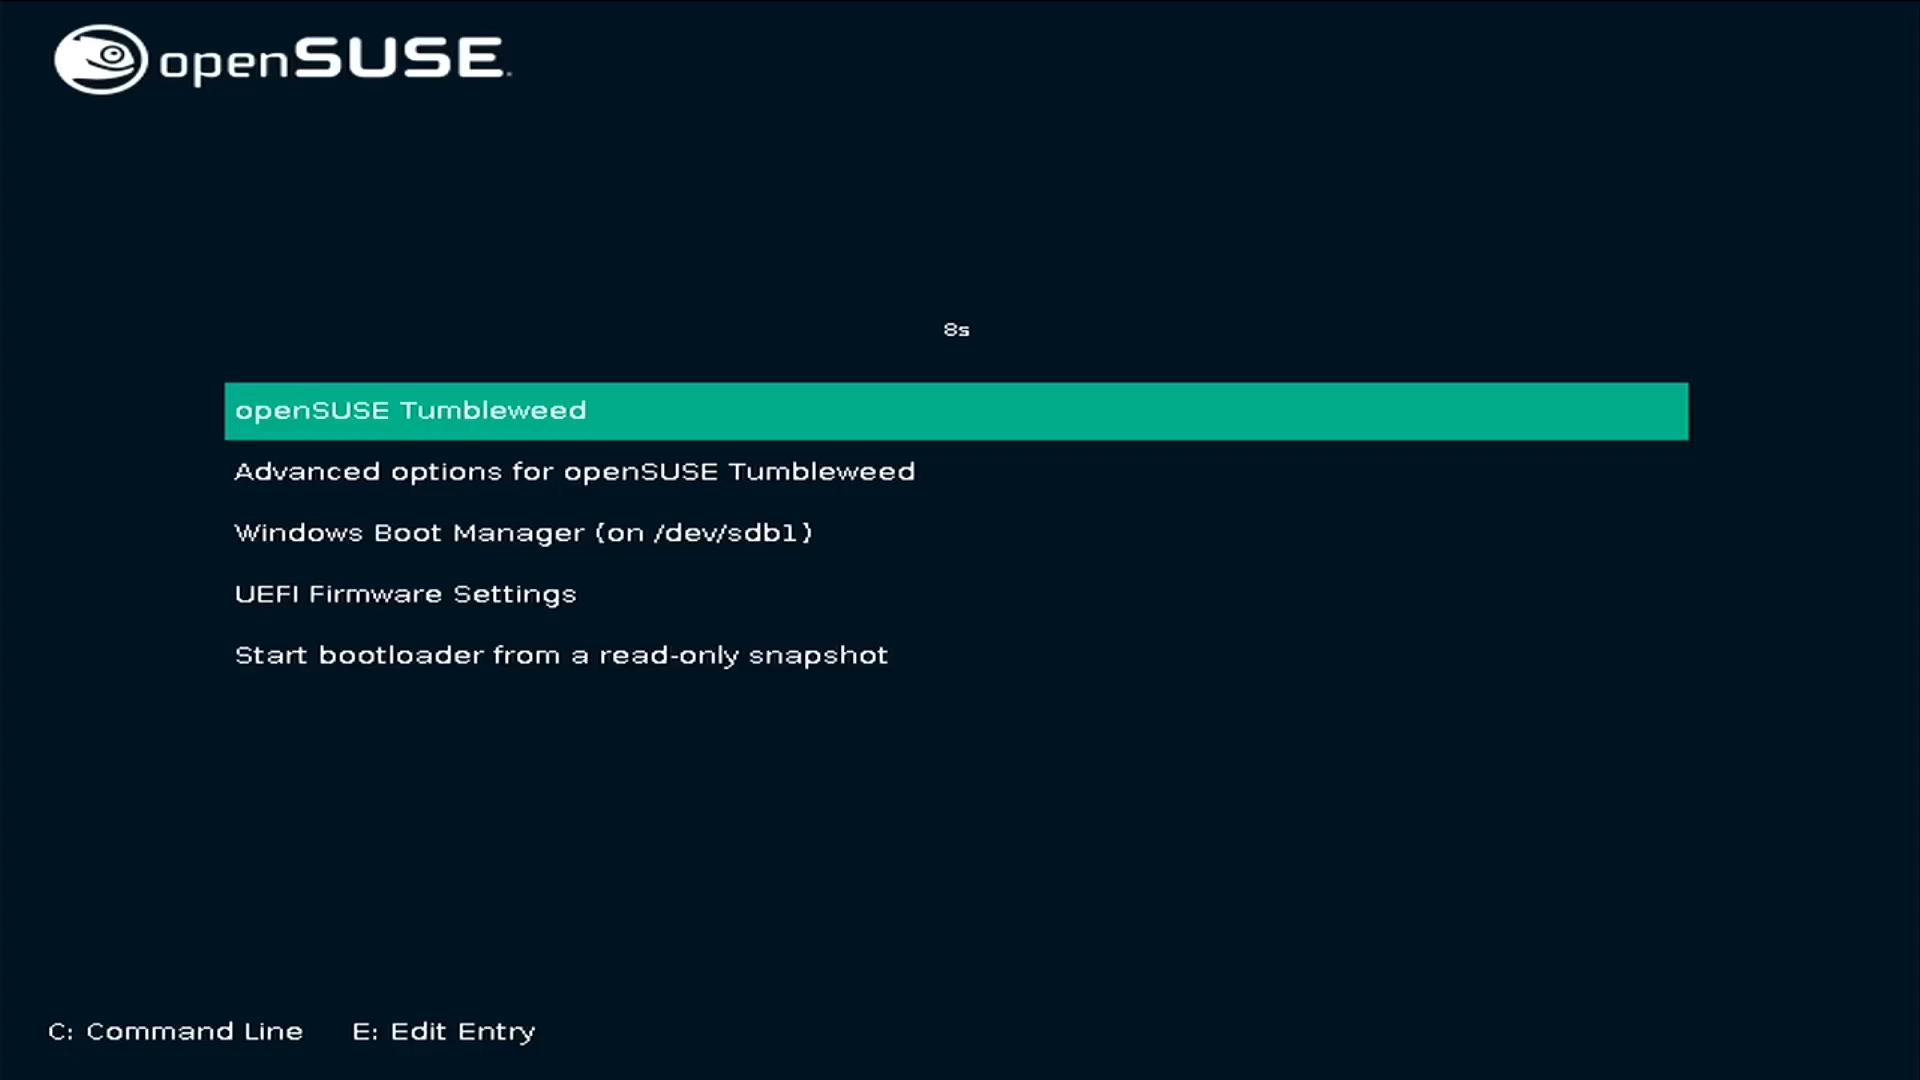 openSUSE.
8s
openSUSE Tumbleweed
Advanced options for openSUSE Tumbleweed
Windows Boot Manager (on /dev/sdb1)
UEFI Firmware Settings
Start bootloader from a read-only snapshot
C: Command Line E: Edit Entry